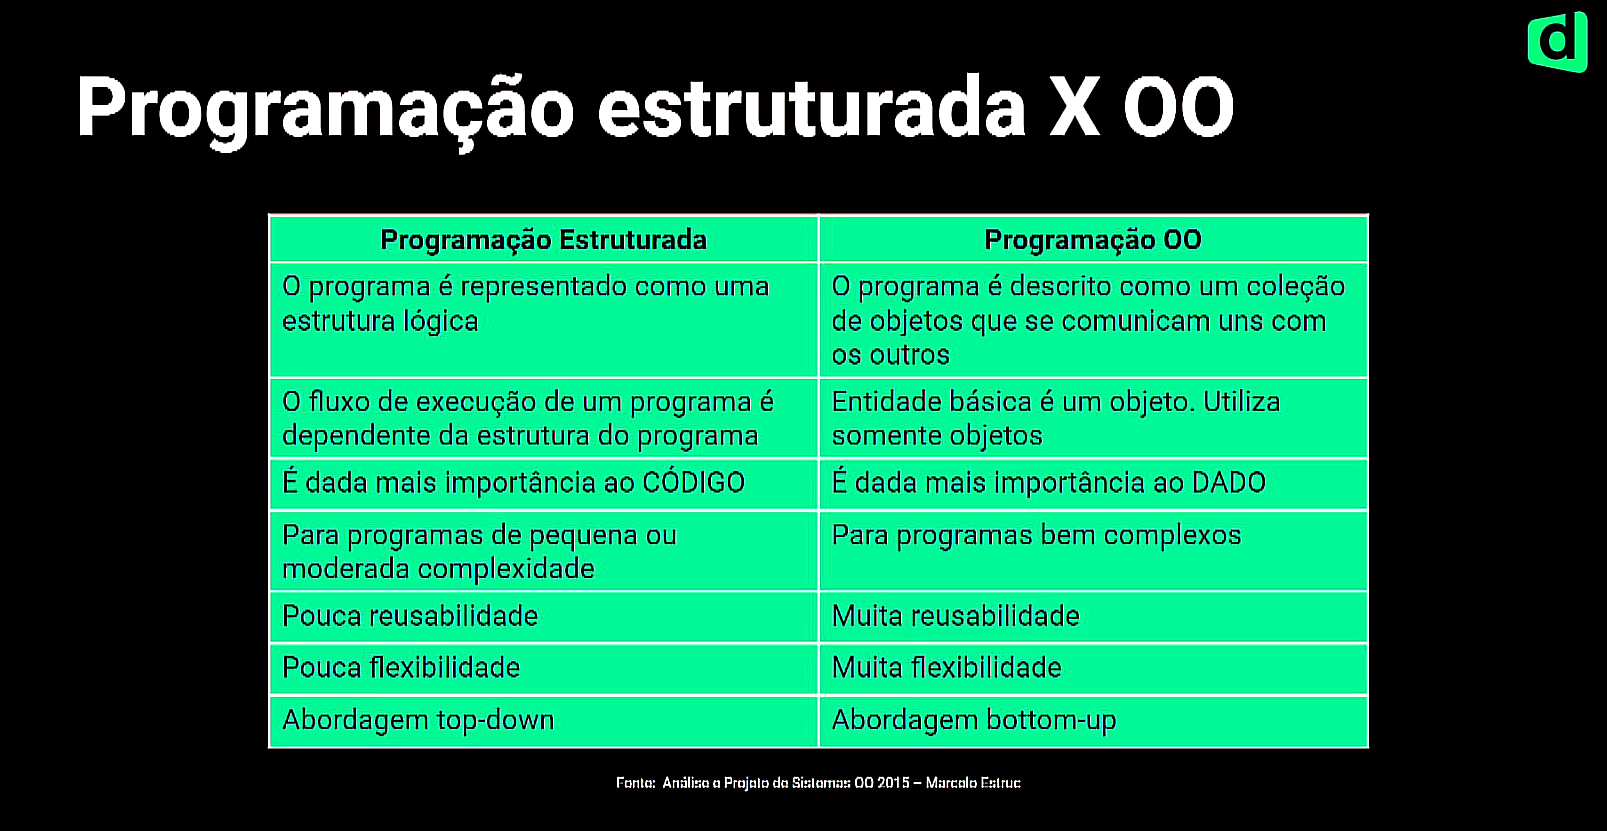 d
Programação estruturada X OO
Programação Estruturada
Programação OO
O programa é representado como uma
estrutura lógica
O programa é descrito como um coleção
de objetos que se comunicam uns com
os outros
O fluxo de execução de um programa é
dependente da estrutura do programa
Entidade básica é um objeto. Utiliza
somente objetos
É dada mais importância ao CÓDIGO
É dada mais importância ao DADO
Para programas de pequena ou
moderada complexidade
Para programas bem complexos
Pouca reusabilidade
Muita reusabilidade
Pouca flexibilidade
Muita flexibilidade
Abordagem top-down
Abordagem bottom-up
Fonte: Análise e Projeto de Sistemas OO 2015 – Marcelo Estruc